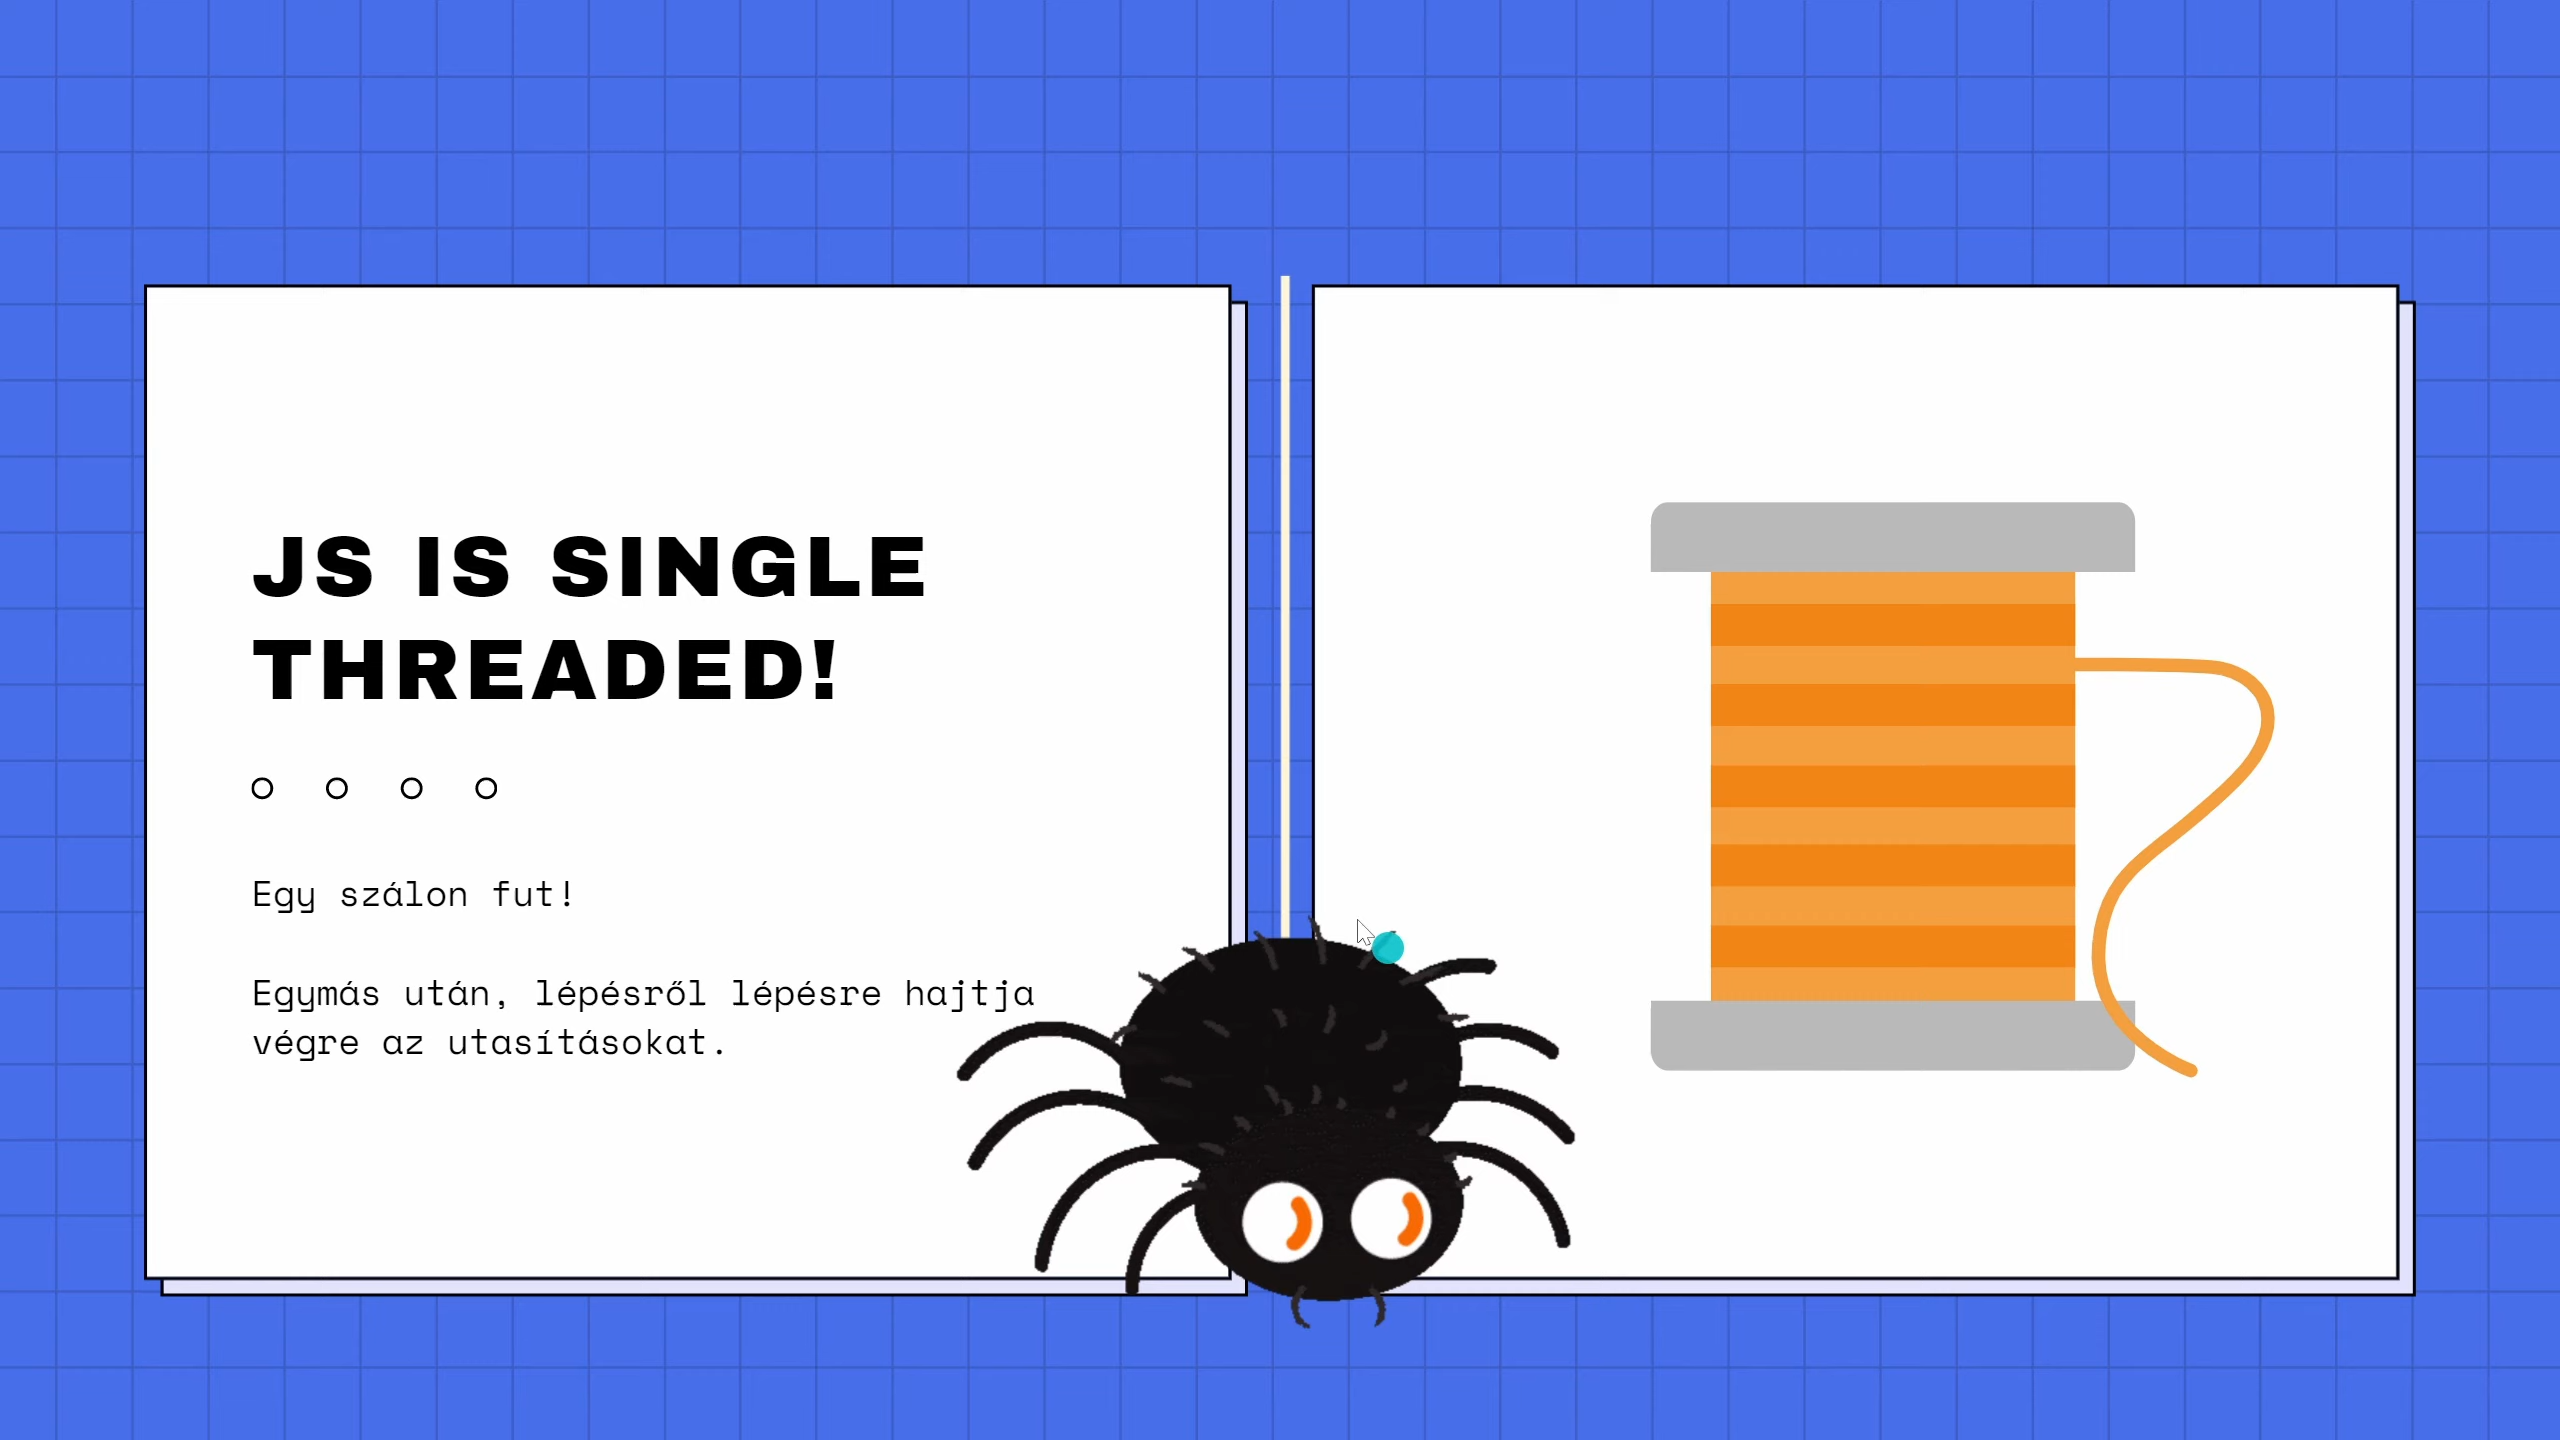 JS IS SINGLE
THREADED!
Egy szálon fut!
Egymás után, lépésről lépésre hajtja
végre az utasításokat.